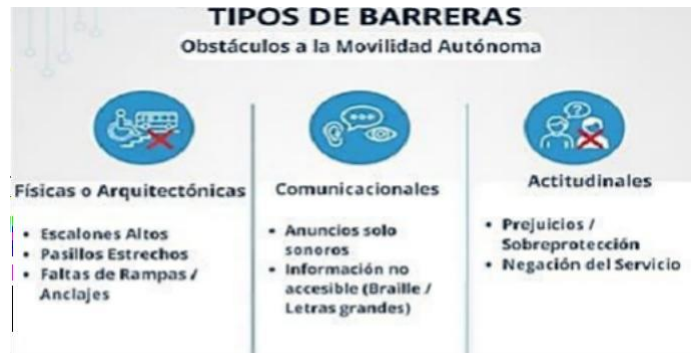 TIPOS DE BARRERAS
Obstáculos a la Movilidad Autónoma
Físicas o Arquitectónicas
• Escalones Altos
• Pasillos Estrechos
• Faltas de Rampas /
Anclajes
Comunicacionales
• Anuncios solo
sonoros
• Información no
accesible (Braille /
Letras grandes)
Actitudinales
• Prejuicios /
Sobreprotección
• Negación del Servicio